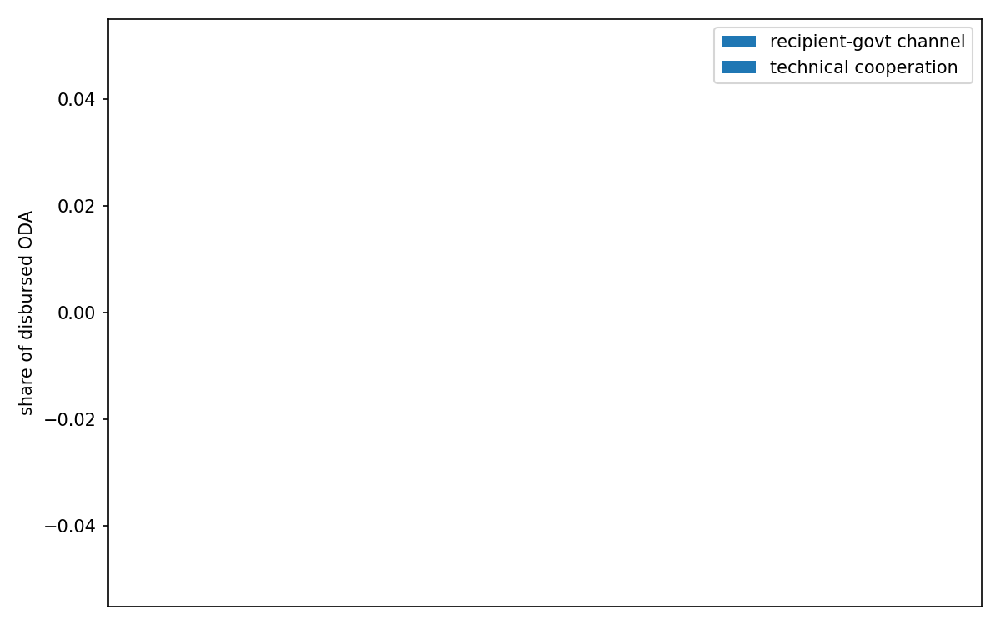 recipient-govt channel
technical cooperation
0.04
0.02
0.00
−0.02
−0.04
share of disbursed ODA